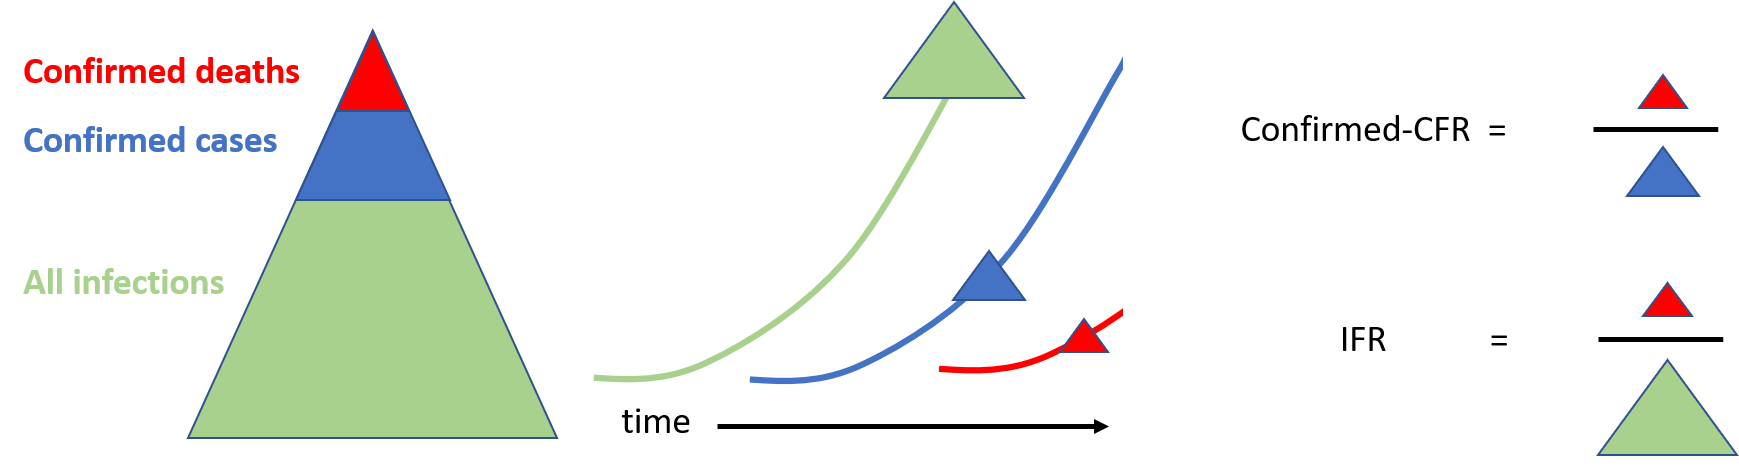 Confirmed deaths
Confirmed cases
All infections
time
Confirmed-CFR =
IFR =